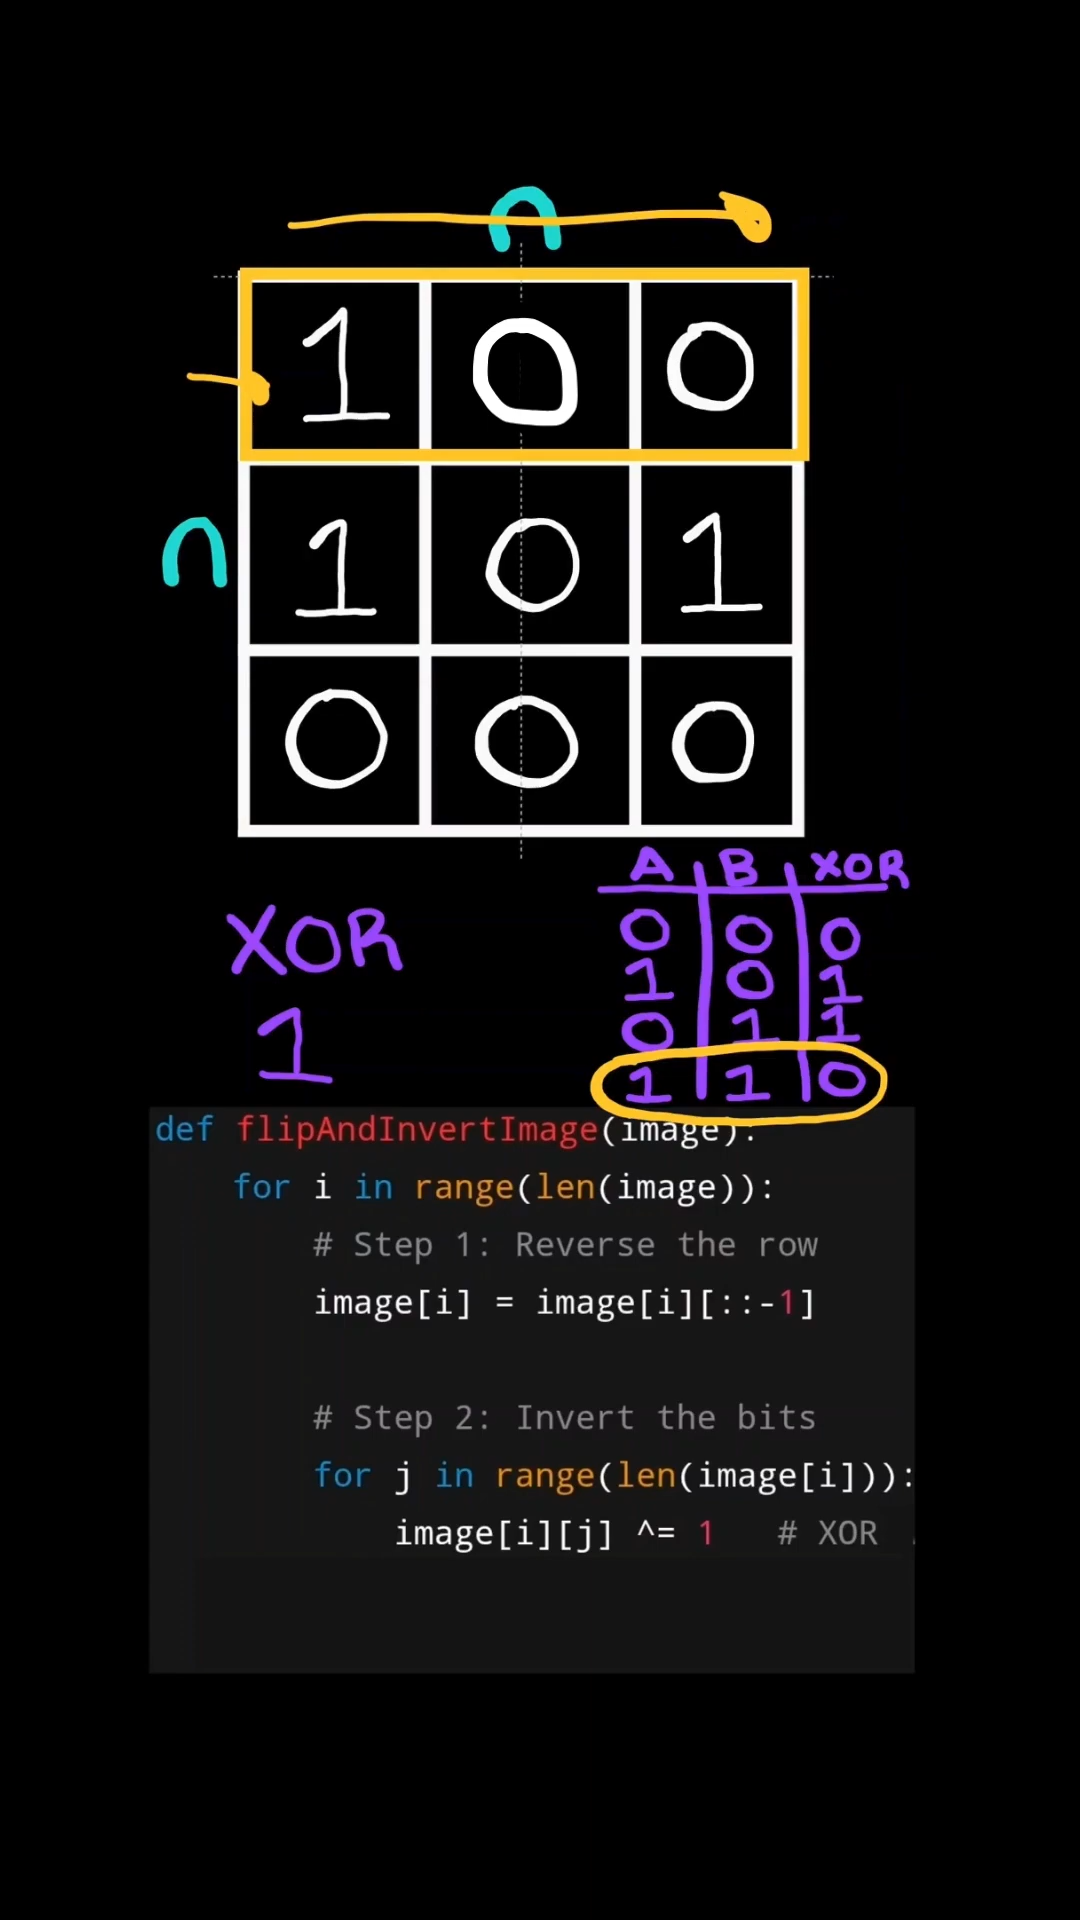 n
1 0 0
n
1 0 1
0 0 0
A B XOR
0 0 0
1 0 1
0 1 1
1 1 0
XOR
1
def flipAndInvertImage(image):
for i in range(len(image)):
# Step 1: Reverse the row
image[i] = image[i][::-1]
# Step 2: Invert the bits
for j in range(len(image[i])):
image[i][j] ^= 1 # XOR